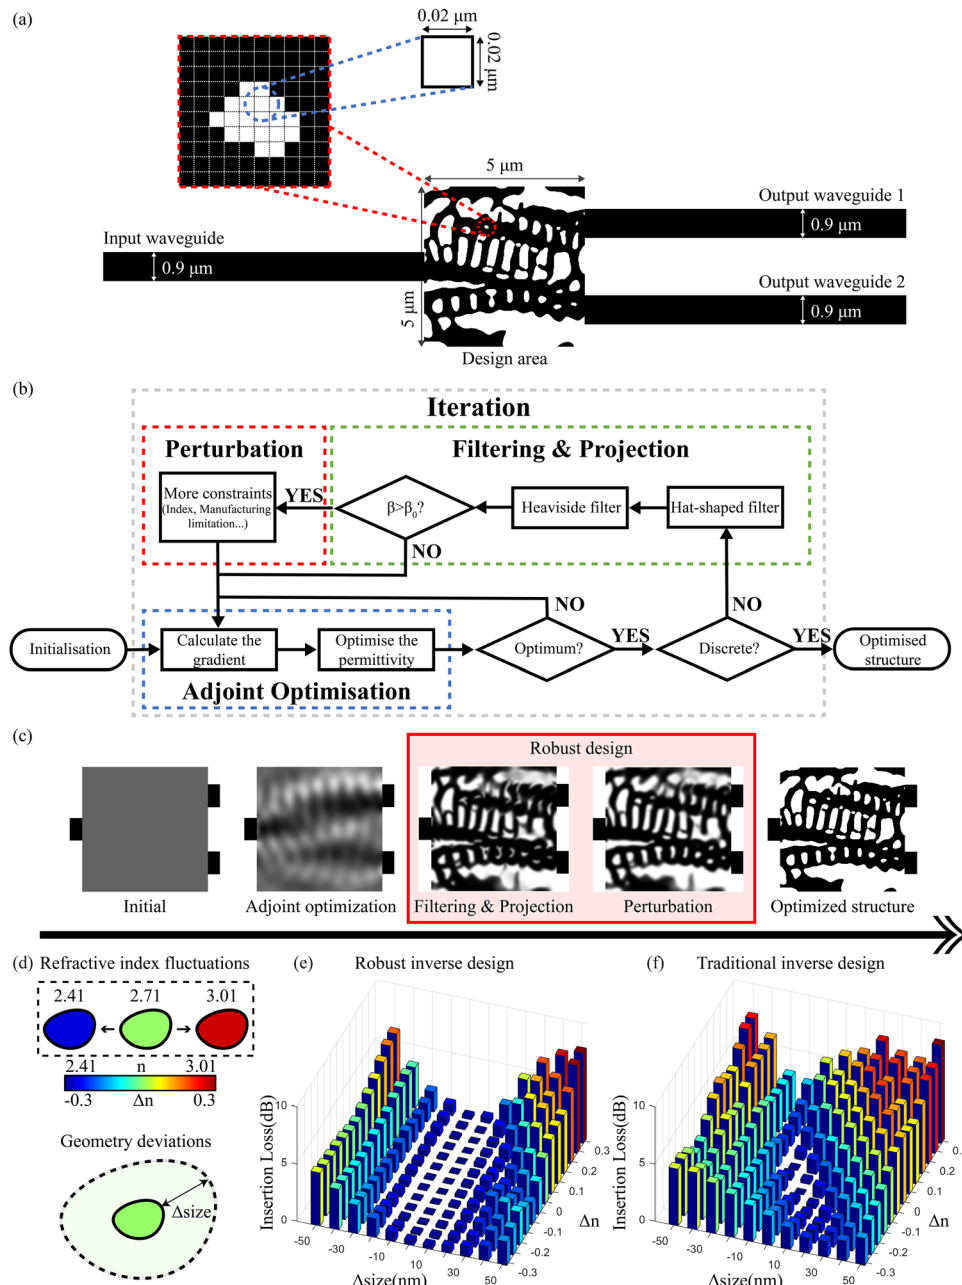 (a)
0.02 μm
0.02 μm
5 μm
Output waveguide 1
0.9 μm
Input waveguide
0.9 μm
Output waveguide 2
0.9 μm
5 μm
Design area
(b)
Iteration
Perturbation
Filtering & Projection
More constraints
(Index, Manufacturing
limitation...)
YES
β>β₀?
Heaviside filter
Hat-shaped filter
NO
NO
NO
Initialisation
Calculate the
gradient
Optimise the
permittivity
Optimum?
YES
Discrete?
YES
Optimised
structure
Adjoint Optimisation
(c)
Robust design
Initial
Adjoint optimization
Filtering & Projection
Perturbation
Optimized structure
(d)
Refractive index fluctuations
2.41
2.71
3.01
2.41
n
3.01
-0.3
Δn
0.3
Geometry deviations
Δsize
(e)
Robust inverse design
Insertion Loss(dB)
10
5
0
-50
-30
-10
10
30
50
Δsize(nm)
-0.3
-0.2
-0.1
0
0.1
0.2
0.3
Δn
(f)
Traditional inverse design
Insertion Loss(dB)
10
5
0
-50
-30
-10
10
30
50
Δsize(nm)
-0.3
-0.2
-0.1
0
0.1
0.2
0.3
Δn